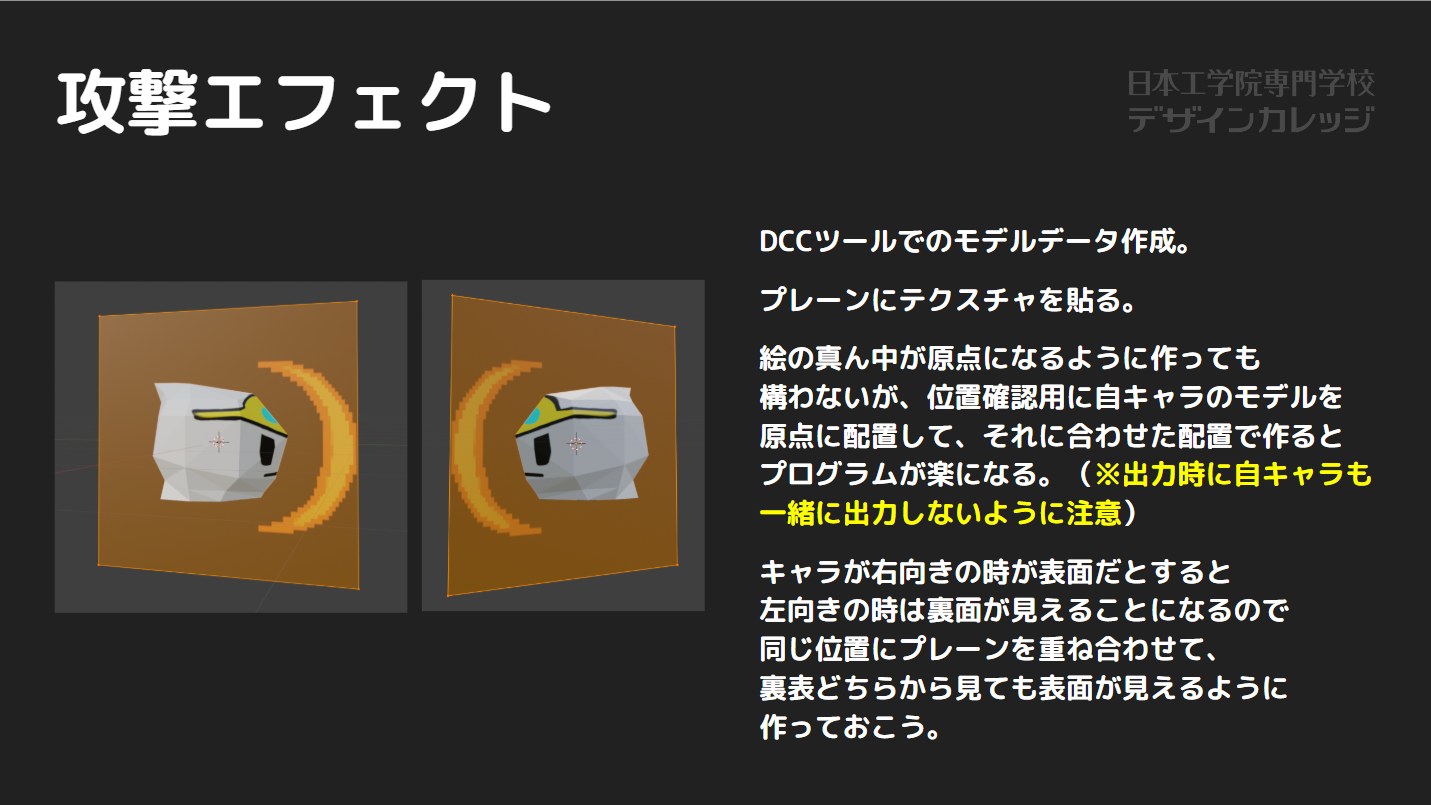 攻撃エフェクト
日本工学院専門学校
デザインカレッジ
DCCツールでのモデルデータ作成。
プレーンにテクスチャを貼る。
絵の真ん中が原点になるように作っても
構わないが、位置確認用に自キャラのモデルを
原点に配置して、それに合わせた配置で作ると
プログラムが楽になる。（※出力時に自キャラも
一緒に出力しないように注意）
キャラが右向きの時が表面だとすると
左向きの時は裏面が見えることになるので
同じ位置にプレーンを重ね合わせて、
裏表どちらから見ても表面が見えるように
作っておこう。